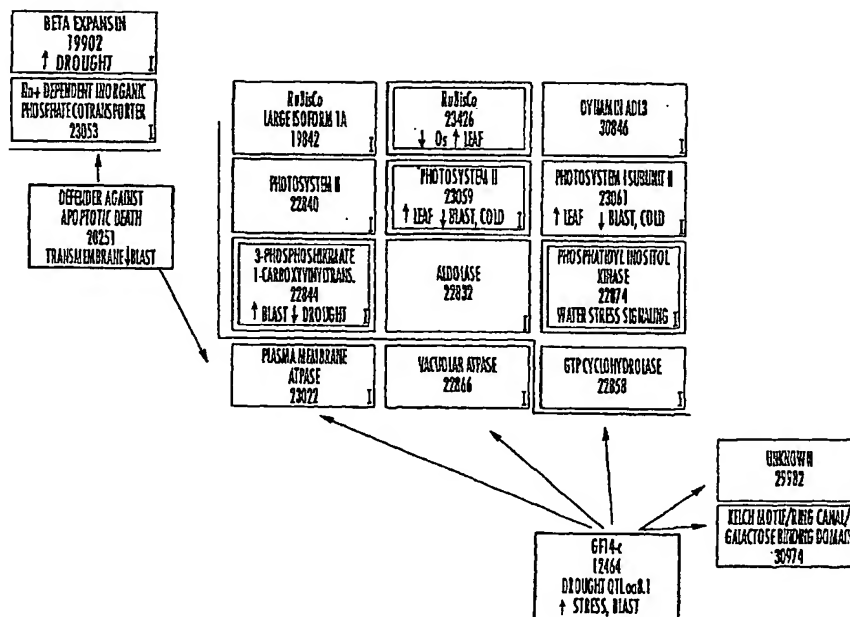 BETA EXPANSIN
19902
↑ DROUGHT I
Na+ DEPENDENT INORGANIC
PHOSPHATE COTRANSPORTER
23053 I
DEFENDER AGAINST
APOPTOTIC DEATH
20251
TRANSMEMBRANE ↓BLAST
RuBisCo
LARGE ISOFORM 1A
19842 I
RuBisCo
23426
↓ Os ↑ LEAF I
DYNAMIN ADL3
30846 I
PHOTOSYSTEM II
22840 I
PHOTOSYSTEM II
23059
↑ LEAF ↓ BLAST, COLD I
PHOTOSYSTEM I SUBUNIT II
23061
↑ LEAF ↓ BLAST, COLD I
3-PHOSPHOSHIKIMATE
1-CARBOXYVINYLTRANS.
22844
↑ BLAST ↓ DROUGHT I
ALDOLASE
22832 I
PHOSPHATIDYL INOSITOL
KINASE
22874
WATER STRESS SIGNALING I
PLASMA MEMBRANE
ATPASE
23022 I
VACUOLAR ATPASE
22866 I
GTP CYCLOHYDROLASE
22858 I
UNKNOWN
29982
KELCH MOTIF/RING CANAL/
GALACTOSE BINDING DOMAIN
30974
GF14-c
12464
DROUGHT QTL
↑ STRESS, BLAST